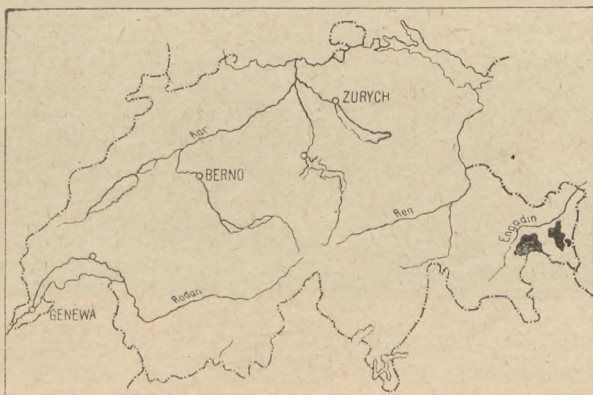 ZURYCH
Aar
BERNO
Ren
Engadin
Rodan
GENEWA